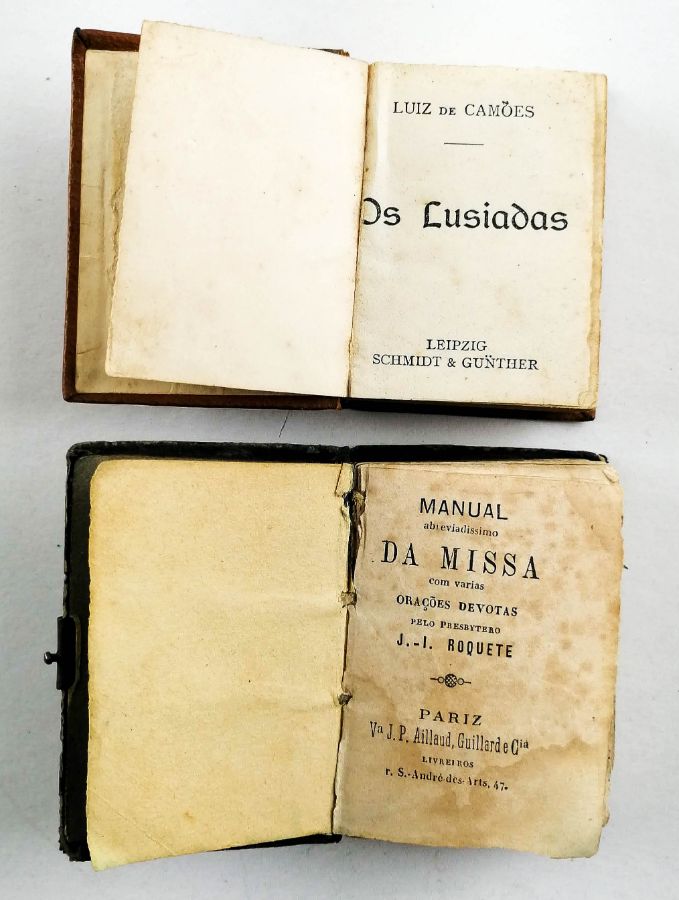 LUIZ DE CAMÕES
Os Lusiadas
LEIPZIG
SCHMIDT & GÜNTHER
MANUAL
abreviadissimo
DA MISSA
com varias
ORAÇÕES DEVOTAS
PELO PRESBYTERO
J.-I. ROQUETE
PARIZ
Vª J. P. Aillaud, Guillard e Cⁱᵃ
LIVREIROS
r. S.-André-des-Arts, 47.